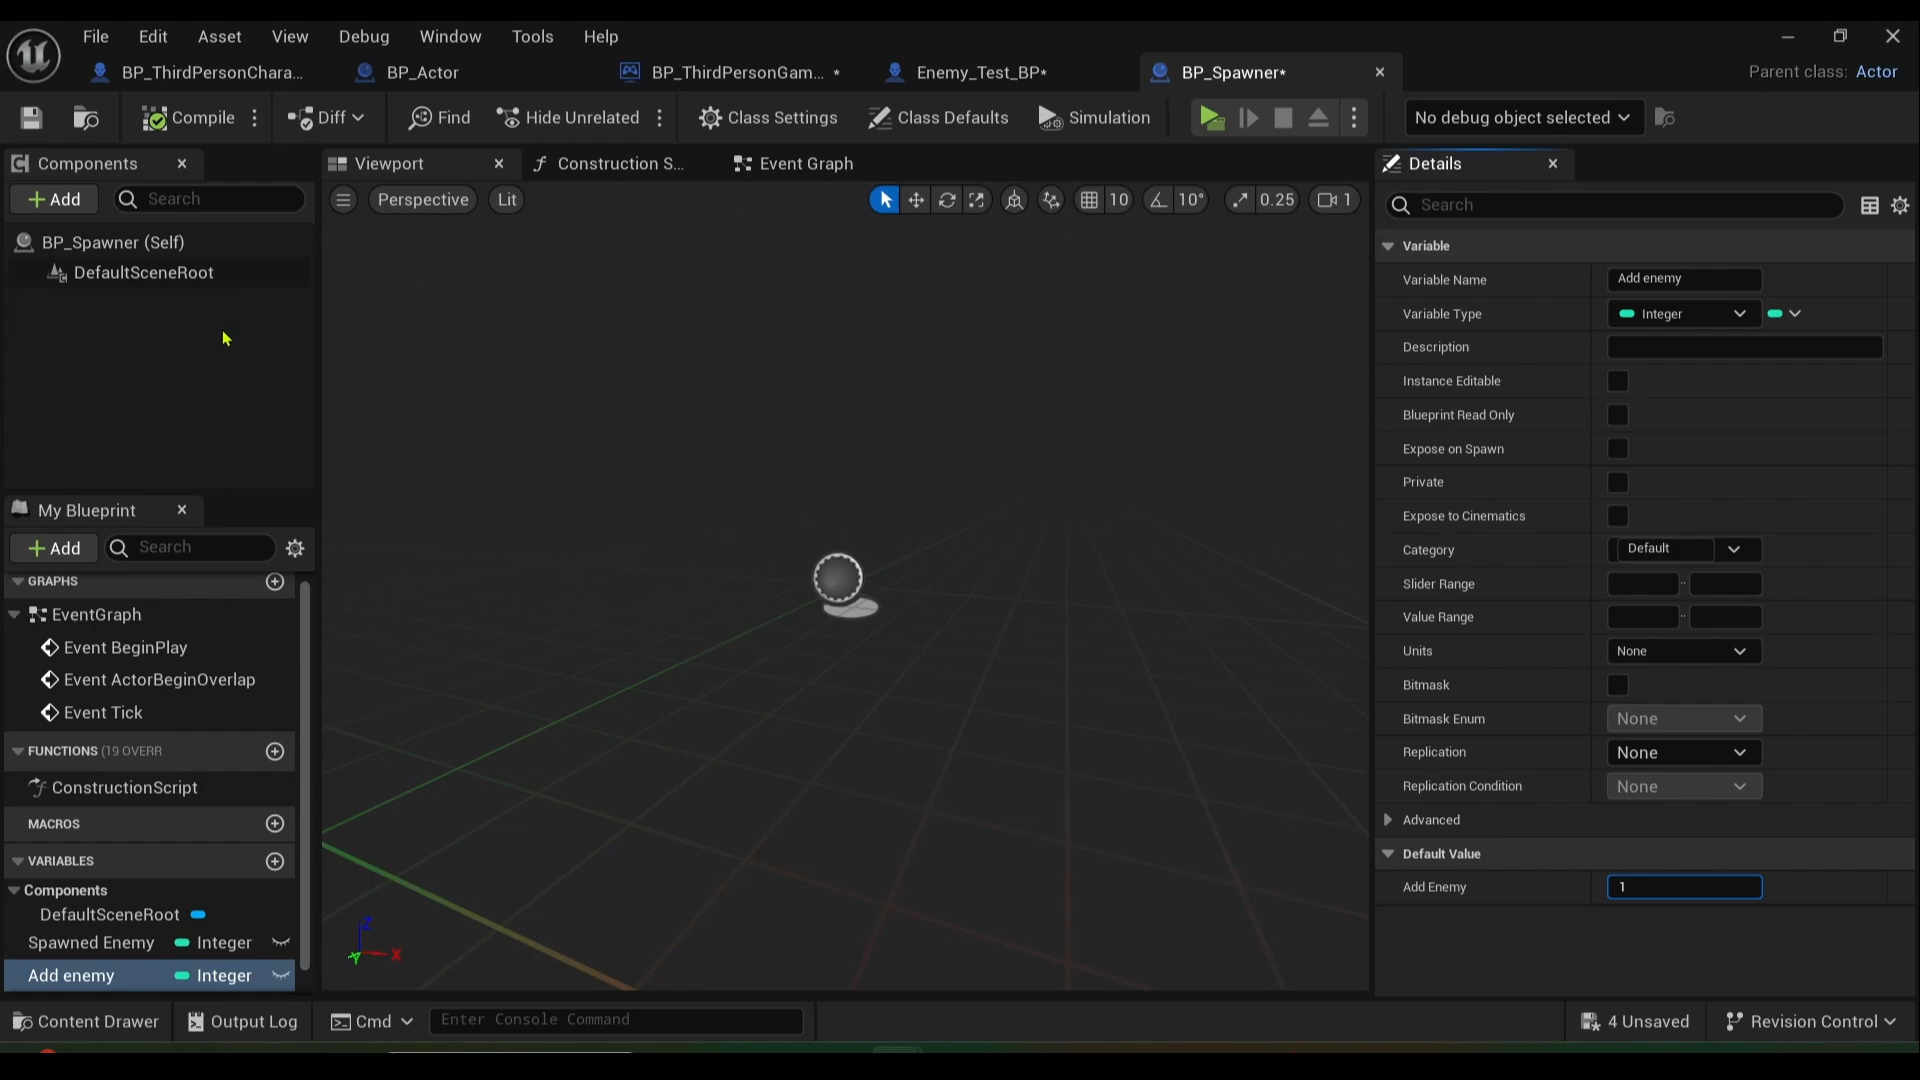 File Edit Asset View Debug Window Tools Help
BP_ThirdPersonChara... BP_Actor BP_ThirdPersonGam... * Enemy_Test_BP* BP_Spawner* Parent class: Actor
Compile Diff Find Hide Unrelated Class Settings Class Defaults Simulation No debug object selected
Components Viewport Construction S... Event Graph Details
Add Search Perspective Lit 10 10° 0.25 1 Search
BP_Spawner (Self)
DefaultSceneRoot
Variable
Variable Name Add enemy
Variable Type Integer
Description
Instance Editable
Blueprint Read Only
Expose on Spawn
Private
Expose to Cinematics
Category Default
Slider Range ..
Value Range ..
Units None
Bitmask
Bitmask Enum None
Replication None
Replication Condition None
Advanced
Default Value
Add Enemy 1
My Blueprint
Add Search
GRAPHS
EventGraph
Event BeginPlay
Event ActorBeginOverlap
Event Tick
FUNCTIONS (19 OVERR
ConstructionScript
MACROS
VARIABLES
Components
DefaultSceneRoot
Spawned Enemy Integer
Add enemy Integer
Z
Y X
Content Drawer Output Log Cmd Enter Console Command 4 Unsaved Revision Control